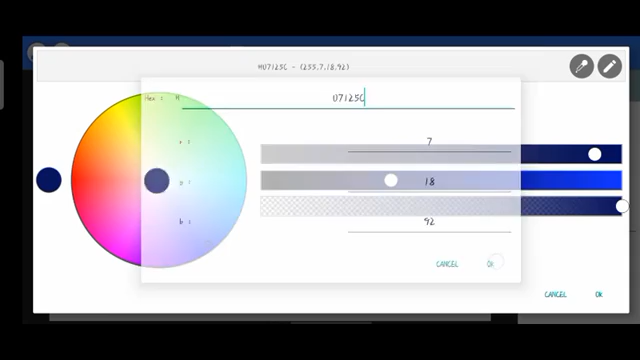 #07125C - (255,7,18,92)
Hex : # 07125C
r : 7
g : 18
b : 92
CANCEL OK
CANCEL OK